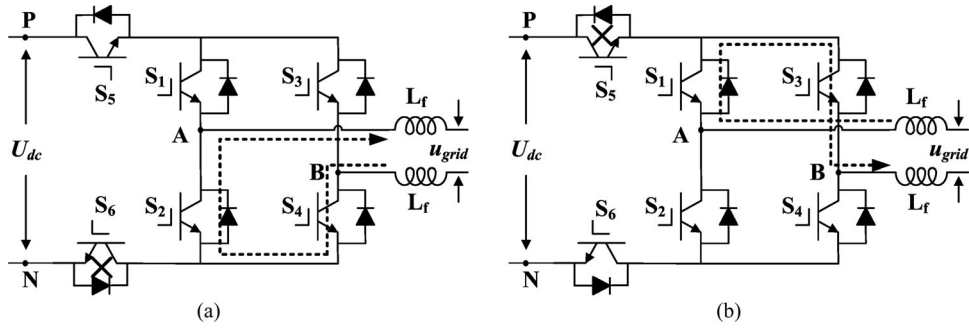 P
S5
S1
S3
Lf
A
Udc
ugrid
B
Lf
S6
S2
S4
N
(a)
P
S5
S1
S3
Lf
A
Udc
ugrid
B
Lf
S6
S2
S4
N
(b)